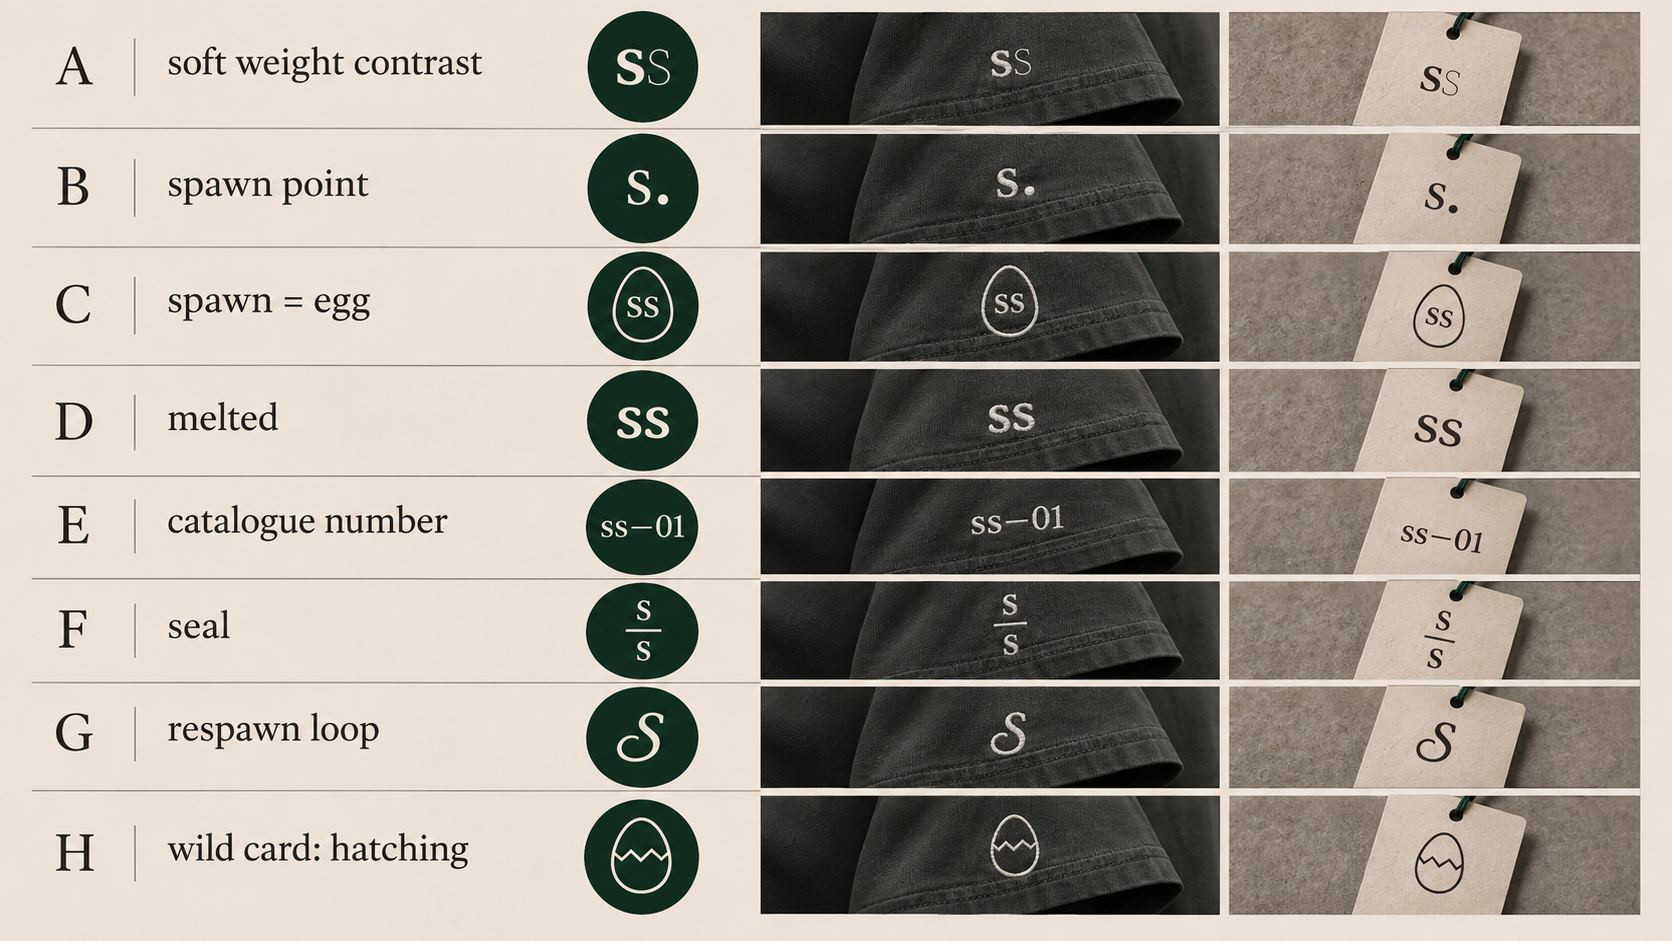 A soft weight contrast ss ss ss
B spawn point s. s. s.
C spawn = egg ss ss ss
D melted ss ss ss
E catalogue number ss–01 ss–01 ss–01
F seal s/s s/s s/s
G respawn loop S S S
H wild card: hatching